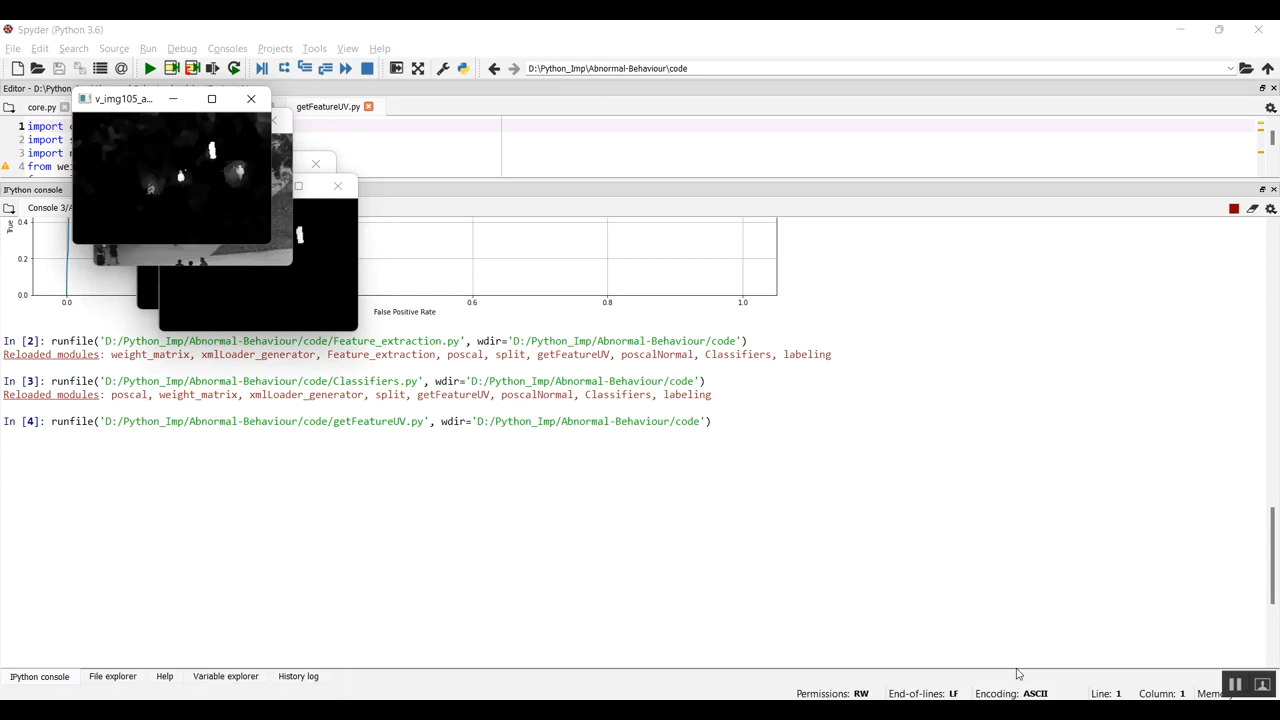 Spyder (Python 3.6)
File Edit Search Source Run Debug Consoles Projects Tools View Help
D:\Python_Imp\Abnormal-Behaviour\code
Editor - D:\Python
v_img105_a...
core.py
getFeatureUV.py
1 import
2 import
3 import
4 from we
IPython console
Console 3/A
True
0.4
0.2
0.0
0.0 0.6 0.8 1.0
False Positive Rate
In [2]: runfile('D:/Python_Imp/Abnormal-Behaviour/code/Feature_extraction.py', wdir='D:/Python_Imp/Abnormal-Behaviour/code')
Reloaded modules: weight_matrix, xmlLoader_generator, Feature_extraction, poscal, split, getFeatureUV, poscalNormal, Classifiers, labeling
In [3]: runfile('D:/Python_Imp/Abnormal-Behaviour/code/Classifiers.py', wdir='D:/Python_Imp/Abnormal-Behaviour/code')
Reloaded modules: poscal, weight_matrix, xmlLoader_generator, split, getFeatureUV, poscalNormal, Classifiers, labeling
In [4]: runfile('D:/Python_Imp/Abnormal-Behaviour/code/getFeatureUV.py', wdir='D:/Python_Imp/Abnormal-Behaviour/code')
IPython console File explorer Help Variable explorer History log
Permissions: RW End-of-lines: LF Encoding: ASCII Line: 1 Column: 1 Mem